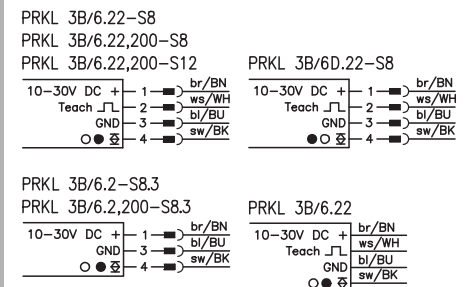 PRKL 3B/6.22-S8
PRKL 3B/6.22,200-S8
PRKL 3B/6.22,200-S12
10-30V DC + 1 br/BN
Teach 2 ws/WH
GND 3 bl/BU
4 sw/BK
PRKL 3B/6D.22-S8
10-30V DC + 1 br/BN
Teach 2 ws/WH
GND 3 bl/BU
4 sw/BK
PRKL 3B/6.2-S8.3
PRKL 3B/6.2,200-S8.3
10-30V DC + 1 br/BN
GND 3 bl/BU
4 sw/BK
PRKL 3B/6.22
10-30V DC + br/BN
Teach ws/WH
GND bl/BU
sw/BK